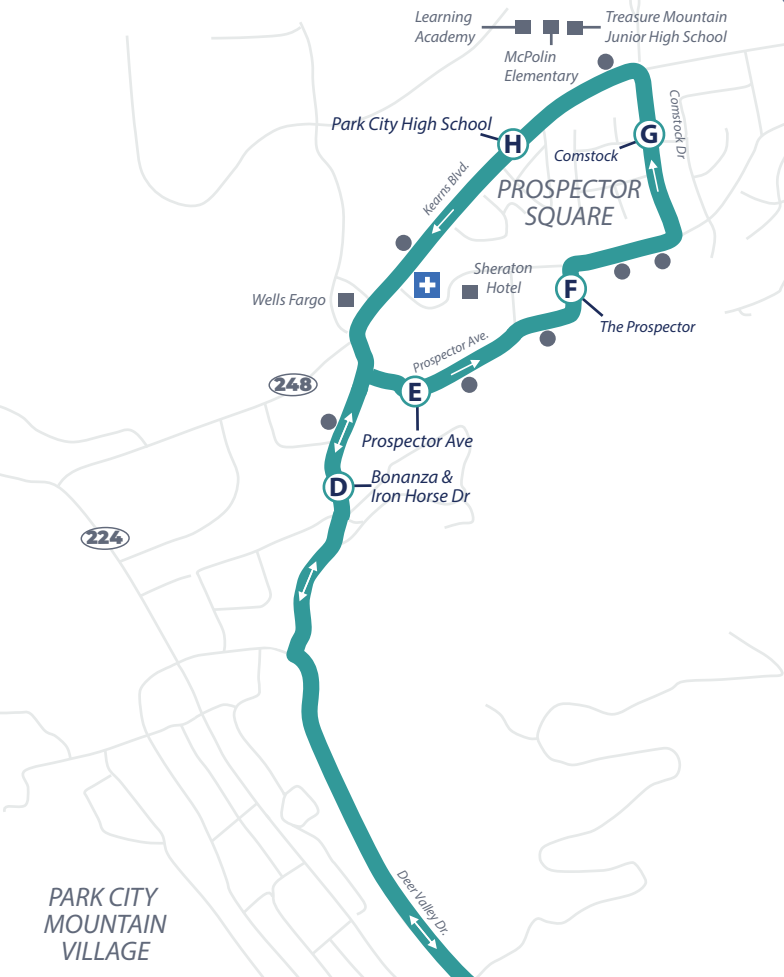 Learning
Academy
McPolin
Elementary
Treasure Mountain
Junior High School
Park City High School
H
G
Comstock
Comstock Dr
Kearns Blvd.
PROSPECTOR
SQUARE
Sheraton
Hotel
Wells Fargo
F
The Prospector
Prospector Ave.
248
E
Prospector Ave
D
Bonanza &
Iron Horse Dr
224
Deer Valley Dr.
PARK CITY
MOUNTAIN
VILLAGE